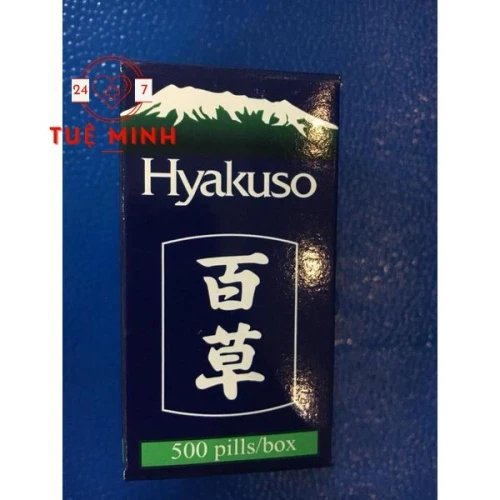 24 7
TUỆ MINH
Hyakuso
百
草
500 pills/box